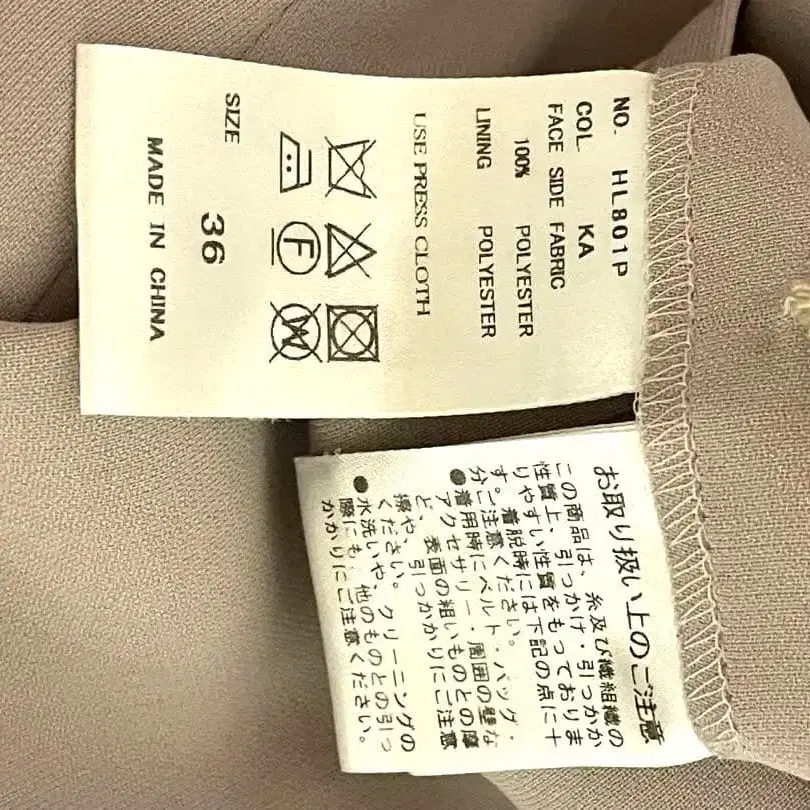 NO. HL801P
COL. KA
FACE SIDE FABRIC
100% POLYESTER
LINING POLYESTER
USE PRESS CLOTH
F
W
SIZE 36
MADE IN CHINA
お取り扱い上のご注意
この商品は、糸及び繊組織の
性質上、引っかけ・引っかか
りやすい性質をもっておりま
す。着脱時には下記の点に十
分ご注意ください。
●着用時にベルト・バッグ・
アクセサリー・周囲の壁な
ど、表面の粗いものとの摩
擦や、引っかかりにご注意
ください。
●水洗いや、クリーニングの
際にも、他のものとの引っ
かかりにご注意ください。